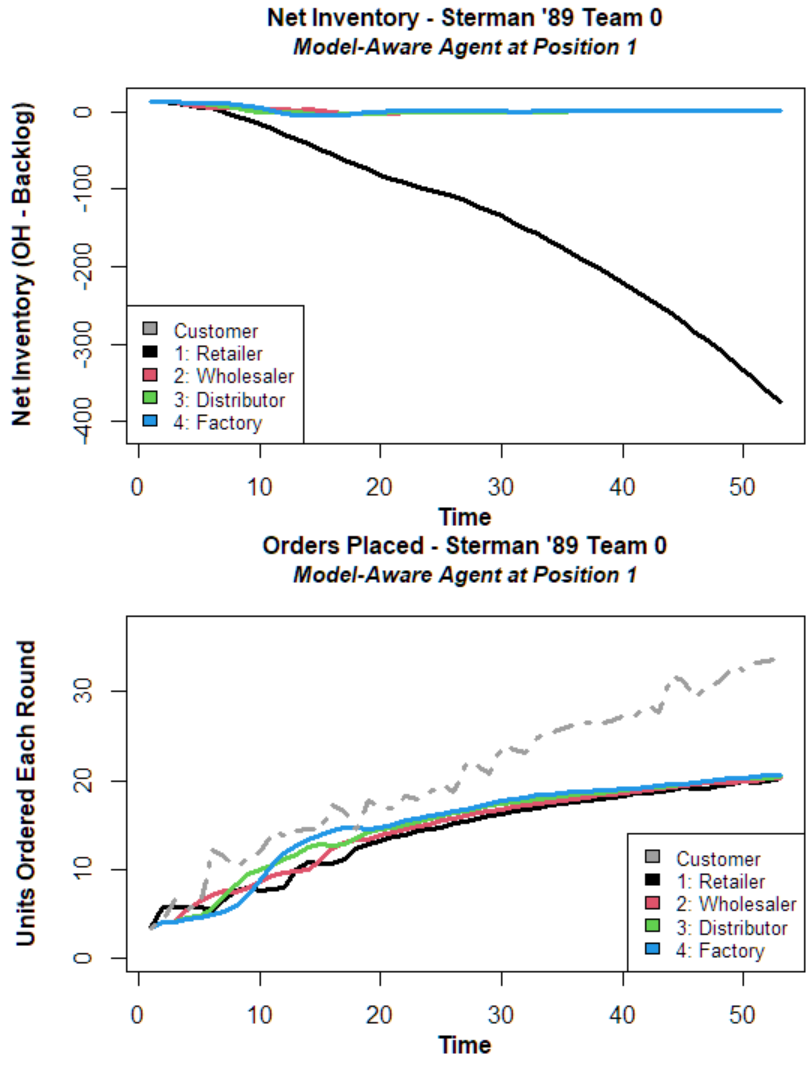 Net Inventory - Sterman '89 Team 0
Model-Aware Agent at Position 1
Net Inventory (OH - Backlog)
0
-100
-200
-300
-400
Customer
1: Retailer
2: Wholesaler
3: Distributor
4: Factory
0 10 20 30 40 50
Time
Orders Placed - Sterman '89 Team 0
Model-Aware Agent at Position 1
Units Ordered Each Round
30
20
10
0
Customer
1: Retailer
2: Wholesaler
3: Distributor
4: Factory
0 10 20 30 40 50
Time